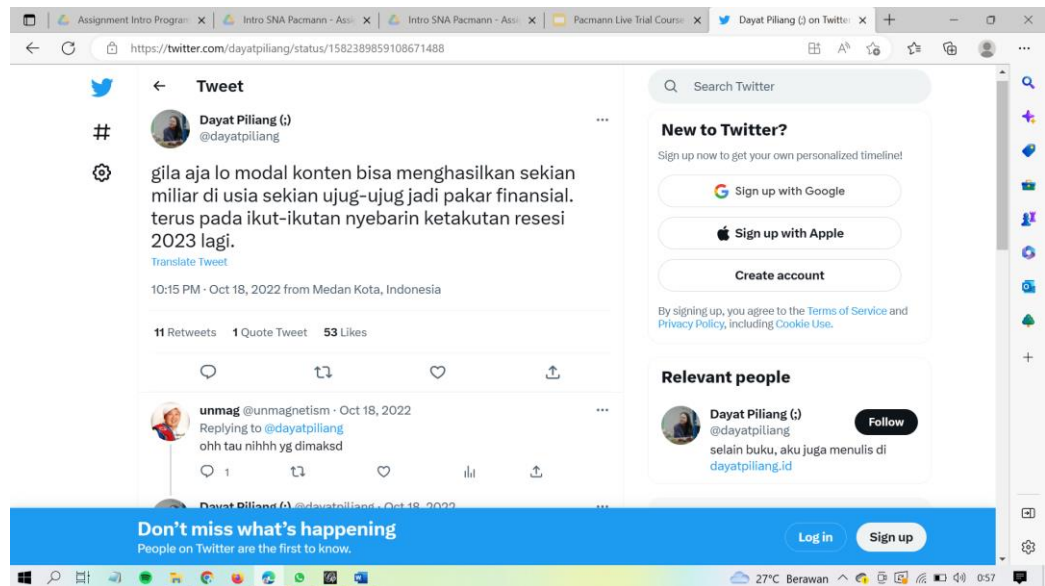 Assignment Intro Program
Intro SNA Pacmann - Assi
Intro SNA Pacmann - Assi
Pacmann Live Trial Course
Dayat Piliang (;) on Twitter
https://twitter.com/dayatpiliang/status/1582389859108671488
Tweet
Dayat Piliang (;)
@dayatpiliang
gila aja lo modal konten bisa menghasilkan sekian
miliar di usia sekian ujug-ujug jadi pakar finansial.
terus pada ikut-ikutan nyebarin ketakutan resesi
2023 lagi.
Translate Tweet
10:15 PM · Oct 18, 2022 from Medan Kota, Indonesia
11 Retweets 1 Quote Tweet 53 Likes
unmag @unmagnetism · Oct 18, 2022
Replying to @dayatpiliang
ohh tau nihhh yg dimaksd
1
Dayat Piliang (;) @dayatpiliang · Oct 18, 2022
Search Twitter
New to Twitter?
Sign up now to get your own personalized timeline!
Sign up with Google
Sign up with Apple
Create account
By signing up, you agree to the Terms of Service and
Privacy Policy, including Cookie Use.
Relevant people
Dayat Piliang (;)
@dayatpiliang
Follow
selain buku, aku juga menulis di
dayatpiliang.id
Don't miss what's happening
People on Twitter are the first to know.
Log in
Sign up
27°C Berawan
0:57